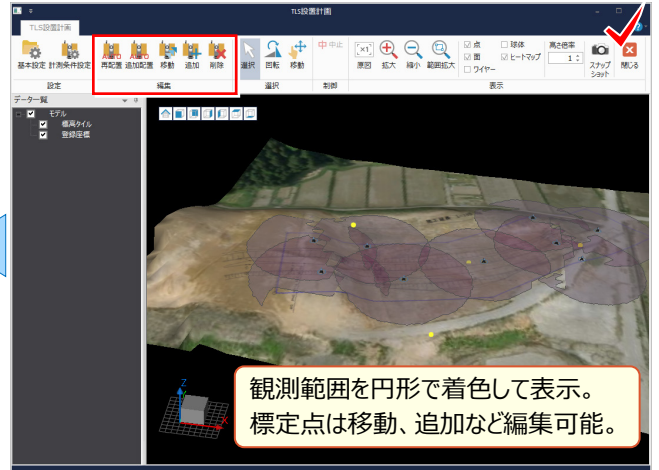 TLS設置計画
TLS設置計画
基本設定 計測条件設定 再配置 追加配置 移動 追加 削除 選択 回転 移動 中 中止 原図 拡大 縮小 範囲拡大 点 面 ワイヤー 球体 ヒートマップ 高さ倍率 1 スナップショット 閉じる
設定 編集 選択 制御 表示
データ一覧
モデル
標高タイル
登録座標
Z
X
観測範囲を円形で着色して表示。
標定点は移動、追加など編集可能。